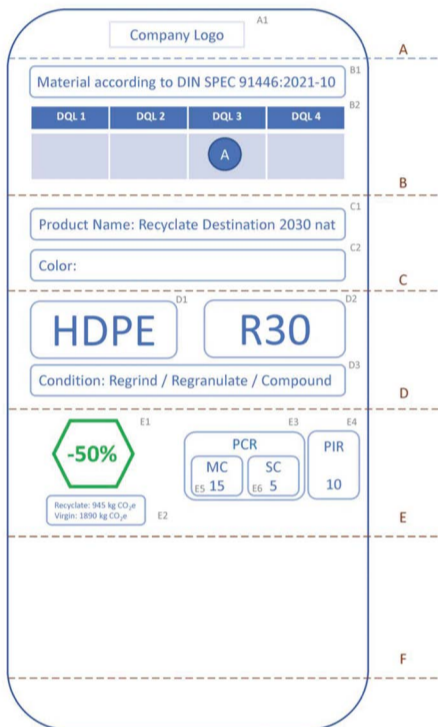 Company Logo
A1
A
Material according to DIN SPEC 91446:2021-10
B1
B2
DQL 1 DQL 2 DQL 3 DQL 4
A
B
Product Name: Recyclate Destination 2030 nat
C1
Color:
C2
C
HDPE
D1
R30
D2
Condition: Regrind / Regranulate / Compound
D3
D
-50%
E1
Recyclate: 945 kg CO₂e
Virgin: 1890 kg CO₂e
E2
PCR
E3
MC SC
E5 15 E6 5
PIR
E4
10
E
F